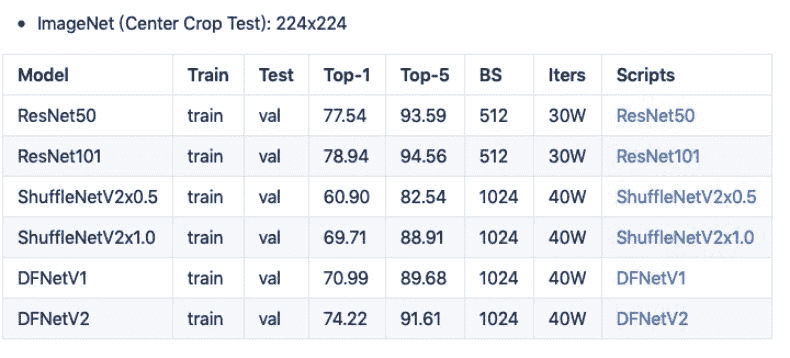 • ImageNet (Center Crop Test): 224x224
Model Train Test Top-1 Top-5 BS Iters Scripts
ResNet50 train val 77.54 93.59 512 30W ResNet50
ResNet101 train val 78.94 94.56 512 30W ResNet101
ShuffleNetV2x0.5 train val 60.90 82.54 1024 40W ShuffleNetV2x0.5
ShuffleNetV2x1.0 train val 69.71 88.91 1024 40W ShuffleNetV2x1.0
DFNetV1 train val 70.99 89.68 1024 40W DFNetV1
DFNetV2 train val 74.22 91.61 1024 40W DFNetV2